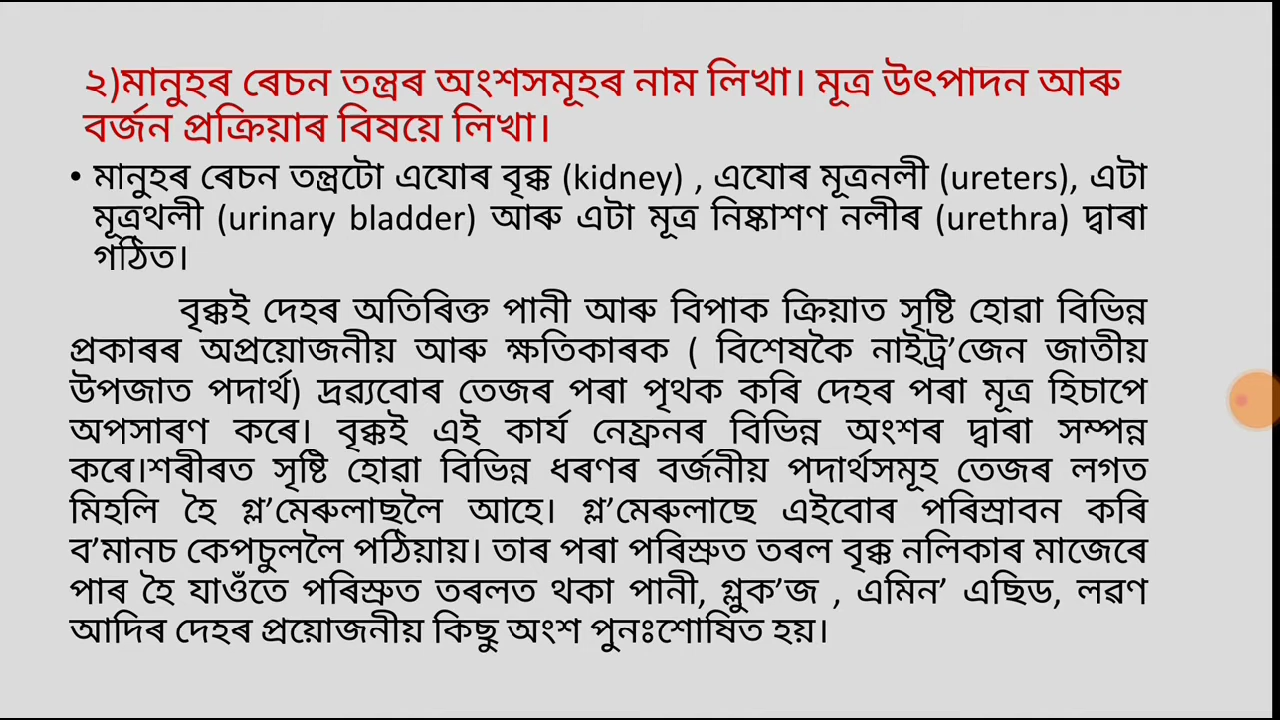 ২)মানুহৰ ৰেচন তন্ত্ৰৰ অংশসমূহৰ নাম লিখা। মূত্ৰ উৎপাদন আৰু
বৰ্জন প্ৰক্ৰিয়াৰ বিষয়ে লিখা।
• মানুহৰ ৰেচন তন্ত্ৰটো এযোৰ বৃক্ক (kidney) , এযোৰ মূত্ৰনলী (ureters), এটা
মূত্ৰথলী (urinary bladder) আৰু এটা মূত্ৰ নিষ্কাশণ নলীৰ (urethra) দ্বাৰা
গঠিত।
বৃক্কই দেহৰ অতিৰিক্ত পানী আৰু বিপাক ক্ৰিয়াত সৃষ্টি হোৱা বিভিন্ন
প্ৰকাৰৰ অপ্ৰয়োজনীয় আৰু ক্ষতিকাৰক ( বিশেষকৈ নাইট্ৰ’জেন জাতীয়
উপজাত পদাৰ্থ) দ্ৰৱ্যবোৰ তেজৰ পৰা পৃথক কৰি দেহৰ পৰা মূত্ৰ হিচাপে
অপসাৰণ কৰে। বৃক্কই এই কাৰ্য নেফ্ৰনৰ বিভিন্ন অংশৰ দ্বাৰা সম্পন্ন
কৰে।শৰীৰত সৃষ্টি হোৱা বিভিন্ন ধৰণৰ বৰ্জনীয় পদাৰ্থসমূহ তেজৰ লগত
মিহলি হৈ গ্ল’মেৰুলাছলৈ আহে। গ্ল’মেৰুলাছে এইবোৰ পৰিস্ৰাবন কৰি
ব’মানচ কেপচুললৈ পঠিয়ায়। তাৰ পৰা পৰিস্ৰুত তৰল বৃক্ক নলিকাৰ মাজেৰে
পাৰ হৈ যাওঁতে পৰিস্ৰুত তৰলত থকা পানী, গ্লুক’জ , এমিন’ এছিড, লৱণ
আদিৰ দেহৰ প্ৰয়োজনীয় কিছু অংশ পুনঃশোষিত হয়।